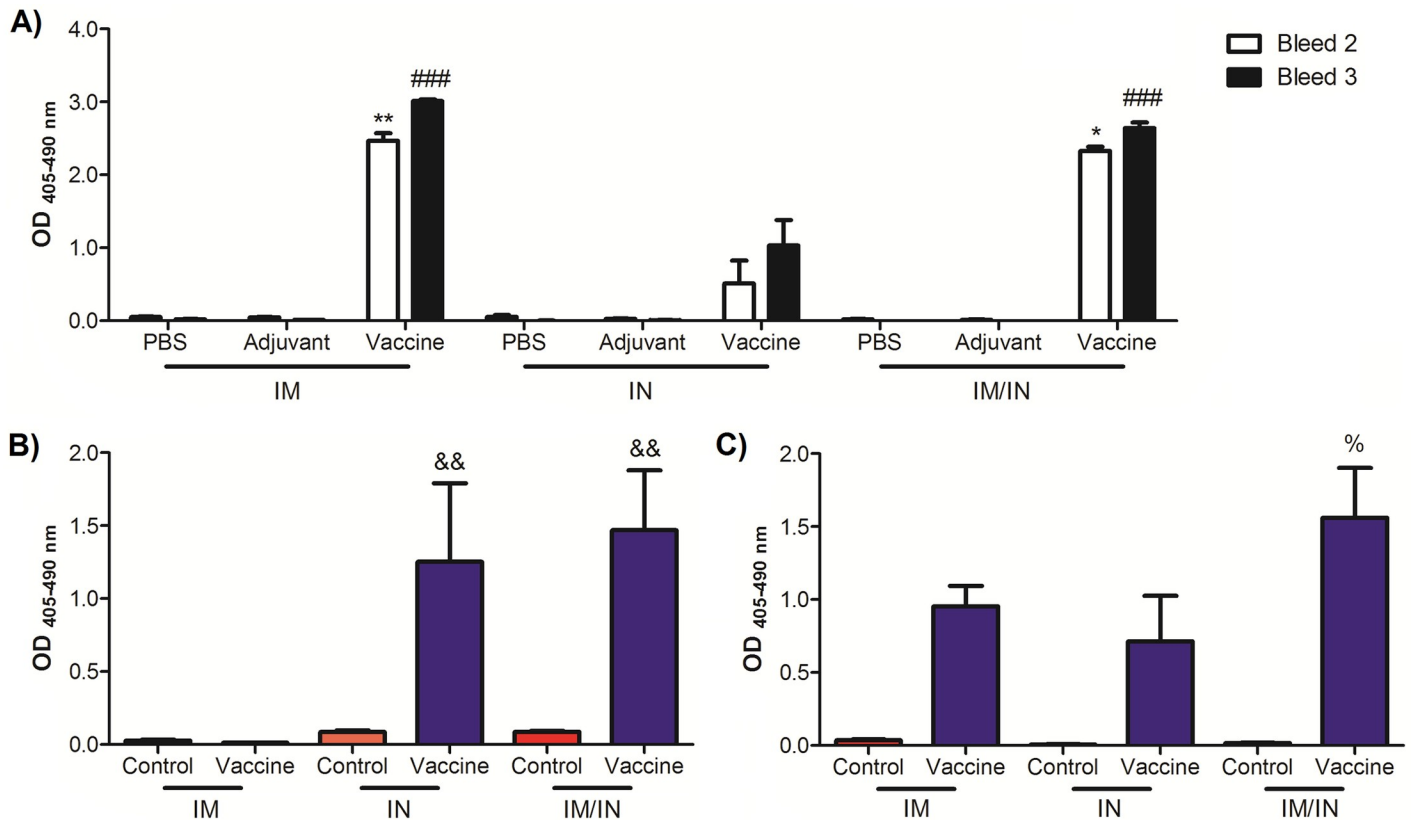 A)
4.0
3.0
2.0
1.0
0.0
OD 405-490 nm
Bleed 2
Bleed 3
** ### * ###
PBS Adjuvant Vaccine PBS Adjuvant Vaccine PBS Adjuvant Vaccine
IM IN IM/IN
B)
2.0
1.5
1.0
0.5
0.0
OD 405-490 nm
&& &&
Control Vaccine Control Vaccine Control Vaccine
IM IN IM/IN
C)
2.0
1.5
1.0
0.5
0.0
OD 405-490 nm
%
Control Vaccine Control Vaccine Control Vaccine
IM IN IM/IN